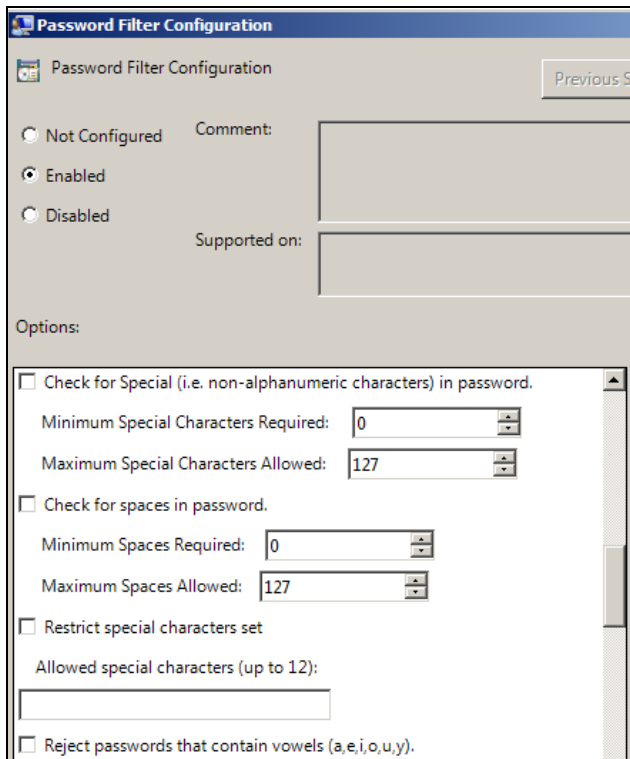 Password Filter Configuration
Password Filter Configuration
Previous S
Not Configured
Comment:
Enabled
Disabled
Supported on:
Options:
Check for Special (i.e. non-alphanumeric characters) in password.
Minimum Special Characters Required: 0
Maximum Special Characters Allowed: 127
Check for spaces in password.
Minimum Spaces Required: 0
Maximum Spaces Allowed: 127
Restrict special characters set
Allowed special characters (up to 12):
Reject passwords that contain vowels (a,e,i,o,u,y).